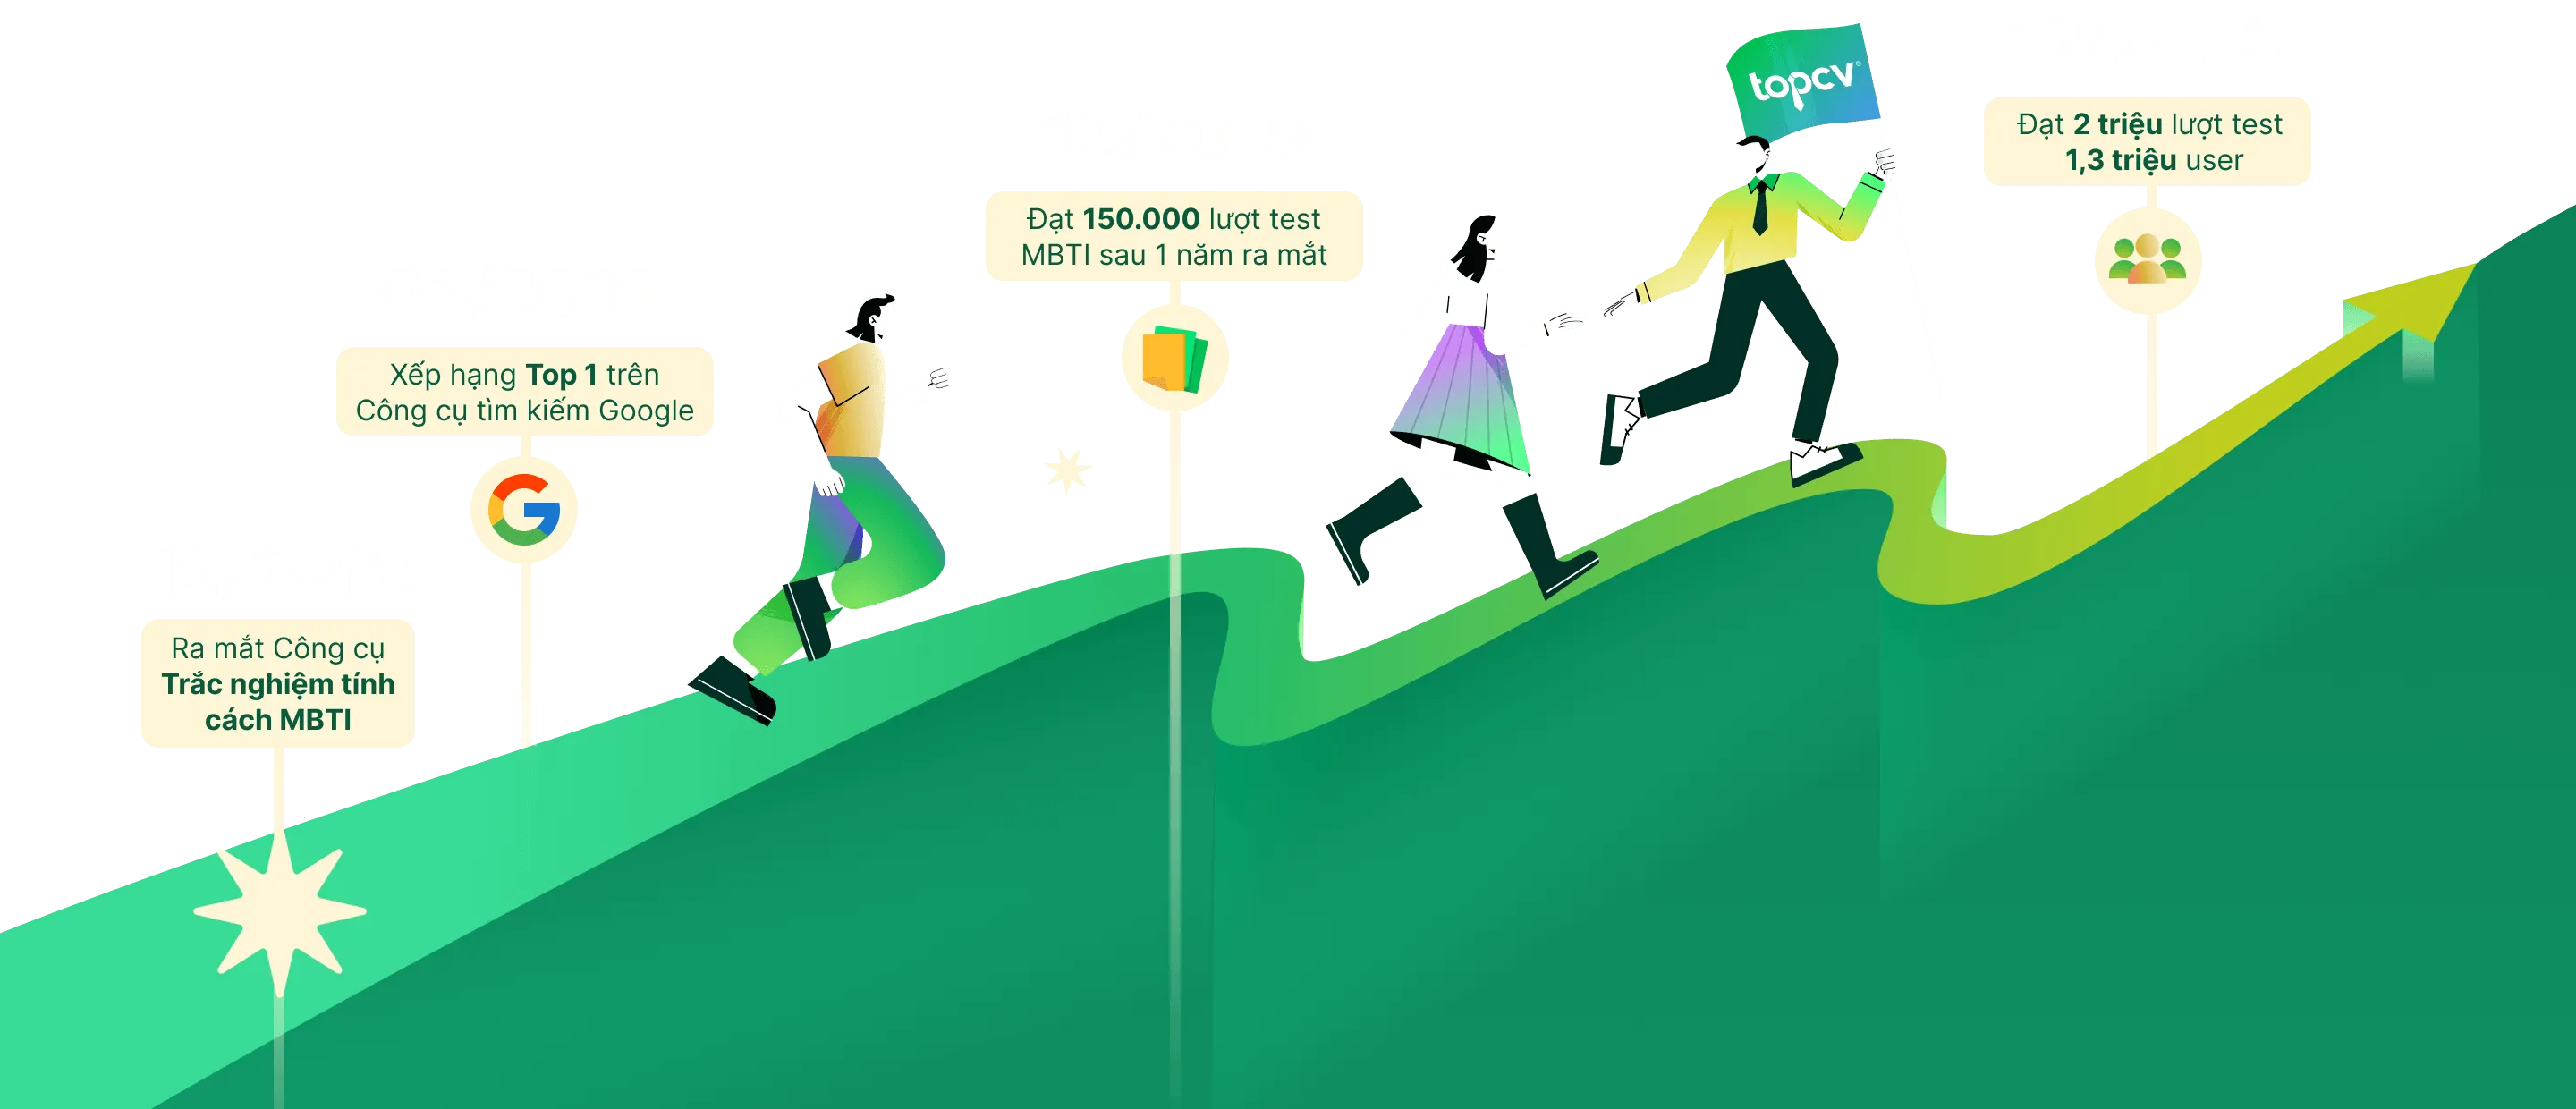 topcv
Đạt 2 triệu lượt test
1,3 triệu user
Đạt 150.000 lượt test
MBTI sau 1 năm ra mắt
Xếp hạng Top 1 trên
Công cụ tìm kiếm Google
Ra mắt Công cụ
Trắc nghiệm tính
cách MBTI